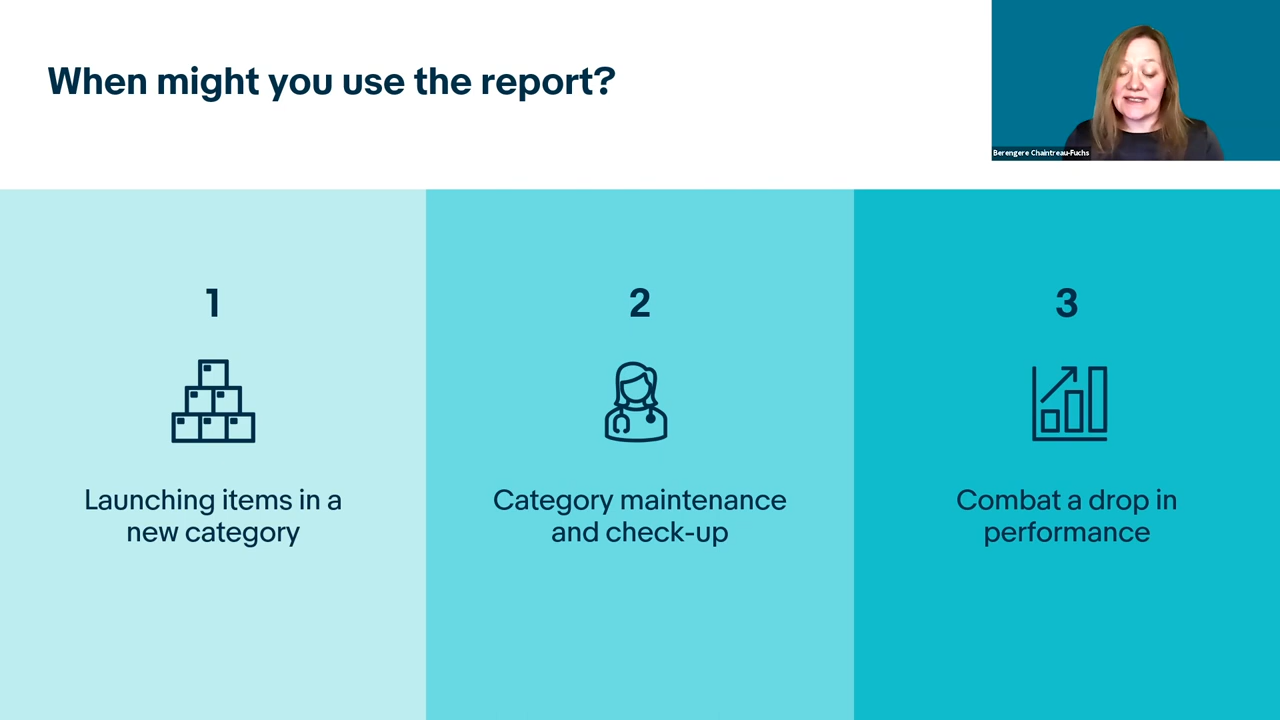 When might you use the report?
Berengere Chaintreau-Fuchs
1
Launching items in a
new category
2
Category maintenance
and check-up
3
Combat a drop in
performance